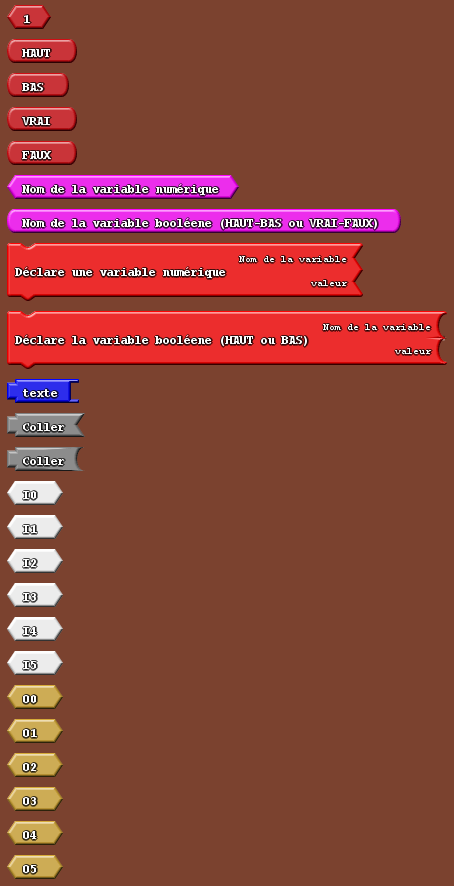 1
HAUT
BAS
VRAI
FAUX
Nom de la variable numérique
Nom de la variable booléene (HAUT-BAS ou VRAI-FAUX)
Nom de la variable
Déclare une variable numérique
valeur
Nom de la variable
Déclare la variable booléene (HAUT ou BAS)
valeur
texte
Coller
Coller
I0
I1
I2
I3
I4
I5
O0
O1
O2
O3
O4
O5